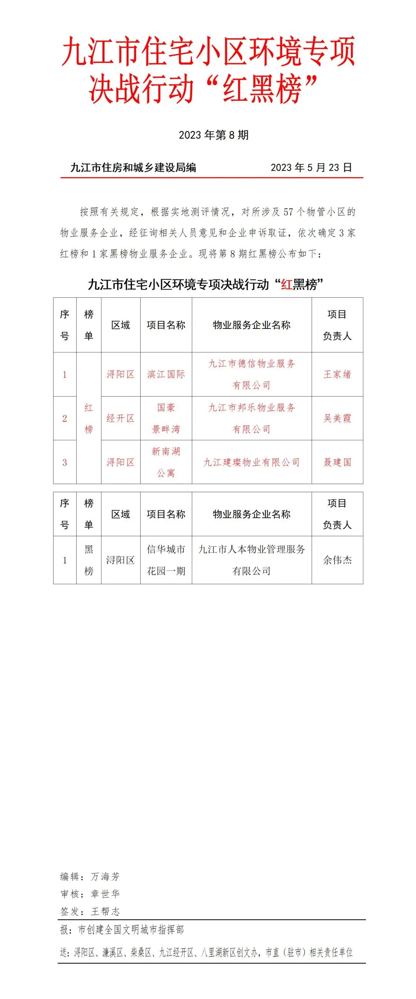 九江市住宅小区环境专项
决战行动“红黑榜”
2023 年第 8 期
九江市住房和城乡建设局编 2023 年 5 月 23 日
按照有关规定，根据实地测评情况，对所涉及 57 个物管小区的
物业服务企业，经征询相关人员意见和企业申诉取证，依次确定 3 家
红榜和 1 家黑榜物业服务企业。现将第 8 期红黑榜公布如下：
九江市住宅小区环境专项决战行动“红黑榜”
序号 榜单 区域 项目名称 物业服务企业名称 项目负责人
1 红榜 浔阳区 滨江国际 九江市德信物业服务有限公司 王家绪
2 经开区 国豪景畔湾 九江市邦乐物业服务有限公司 吴美霞
3 浔阳区 新南湖公寓 九江建璨物业有限公司 聂建国
序号 榜单 区域 项目名称 物业服务企业名称 项目负责人
1 黑榜 浔阳区 信华城市花园一期 九江市人本物业管理服务有限公司 余伟杰
编辑：万海芳
审核：章世华
签发：王帮志
报：市创建全国文明城市指挥部
送：浔阳区、濂溪区、柴桑区、九江经开区、八里湖新区创文办，市直（驻市）相关责任单位